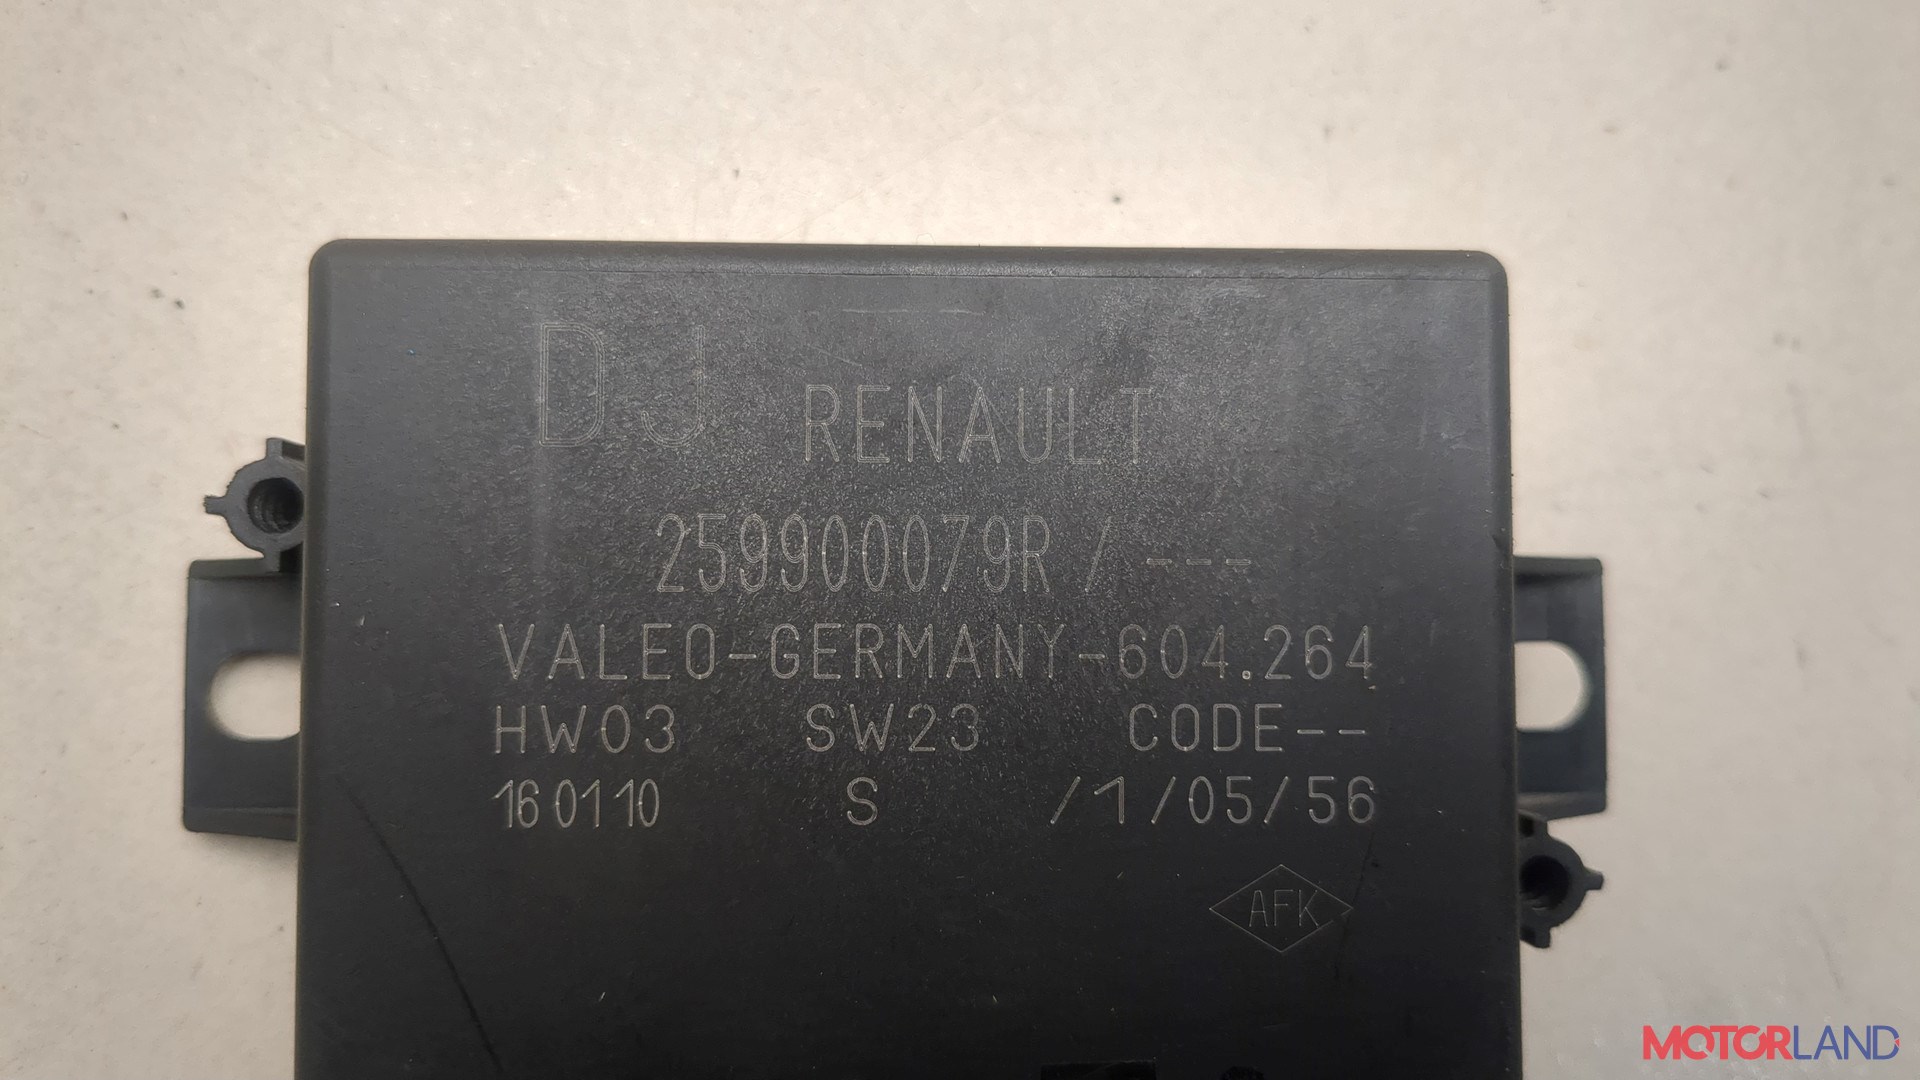 DJ RENAULT
259900079R / ---
VALEO-GERMANY-604.264
HW03 SW23 CODE--
160110 S /1/05/56
AFK
MOTORLAND